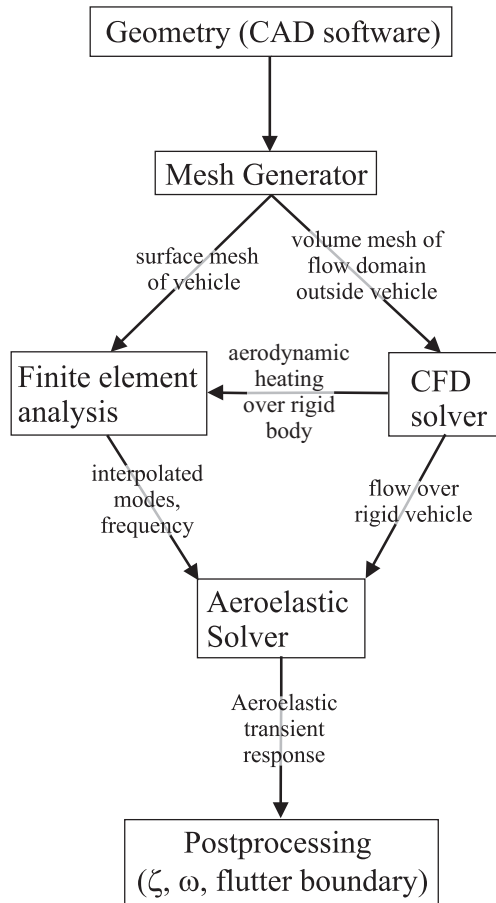 Geometry (CAD software)
Mesh Generator
surface mesh
of vehicle
volume mesh of
flow domain
outside vehicle
Finite element
analysis
aerodynamic
heating
over rigid
body
CFD
solver
interpolated
modes,
frequency
flow over
rigid vehicle
Aeroelastic
Solver
Aeroelastic
transient
response
Postprocessing
(ζ, ω, flutter boundary)